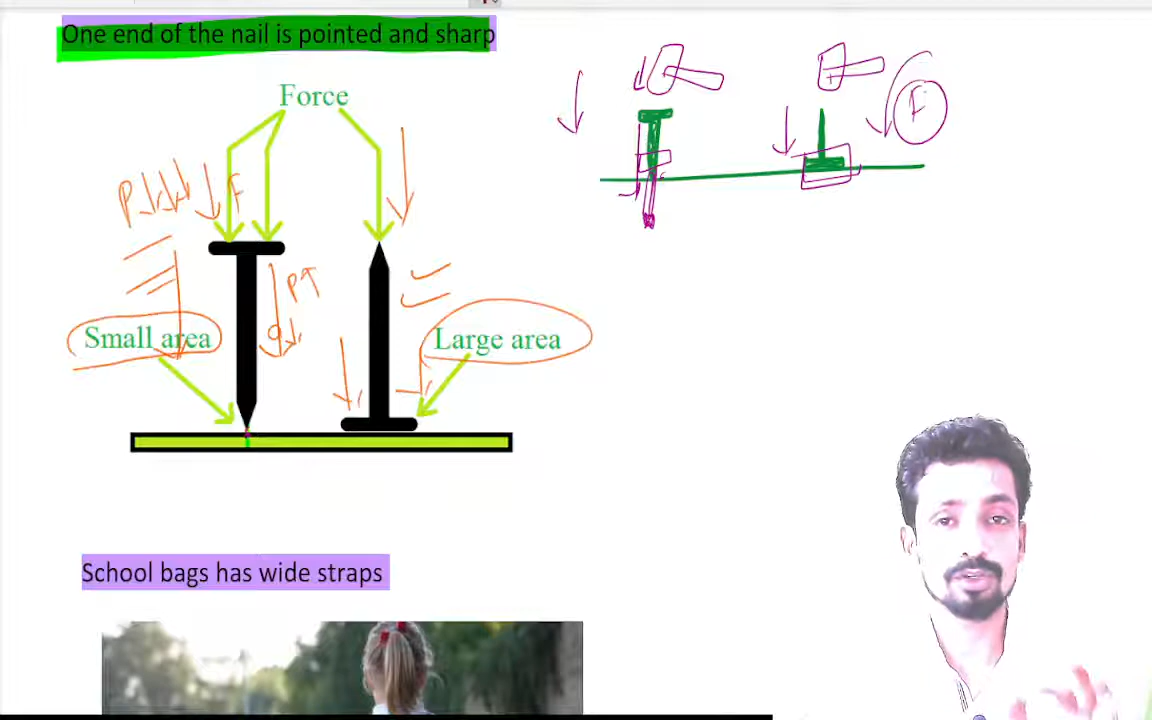 One end of the nail is pointed and sharp
Force
F
P
F
P↑
Small area
Large area
School bags has wide straps